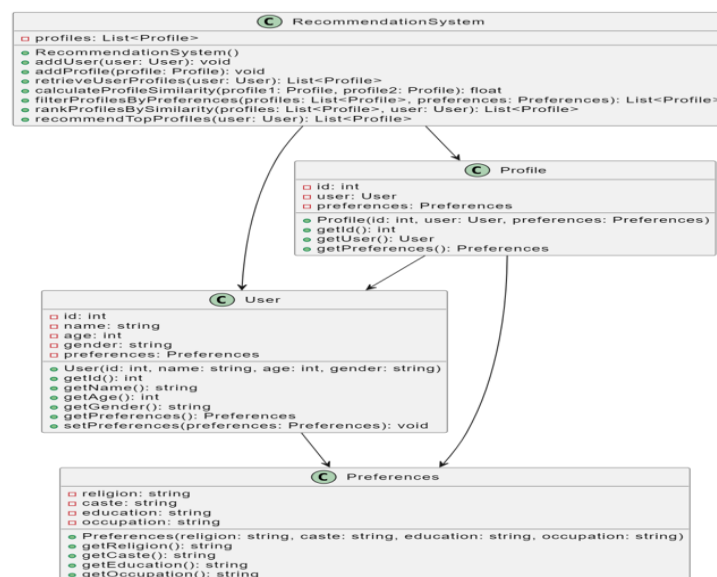 C RecommendationSystem
profiles: List<Profile>
RecommendationSystem()
addUser(user: User): void
addProfile(profile: Profile): void
retrieveUserProfiles(user: User): List<Profile>
calculateProfileSimilarity(profile1: Profile, profile2: Profile): float
filterProfilesByPreferences(profiles: List<Profile>, preferences: Preferences): List<Profile>
rankProfilesBySimilarity(profiles: List<Profile>, user: User): List<Profile>
recommendTopProfiles(user: User): List<Profile>
C Profile
id: int
user: User
preferences: Preferences
Profile(id: int, user: User, preferences: Preferences)
getId(): int
getUser(): User
getPreferences(): Preferences
C User
id: int
name: string
age: int
gender: string
preferences: Preferences
User(id: int, name: string, age: int, gender: string)
getId(): int
getName(): string
getAge(): int
getGender(): string
getPreferences(): Preferences
setPreferences(preferences: Preferences): void
C Preferences
religion: string
caste: string
education: string
occupation: string
Preferences(religion: string, caste: string, education: string, occupation: string)
getReligion(): string
getCaste(): string
getEducation(): string
getOccupation(): string